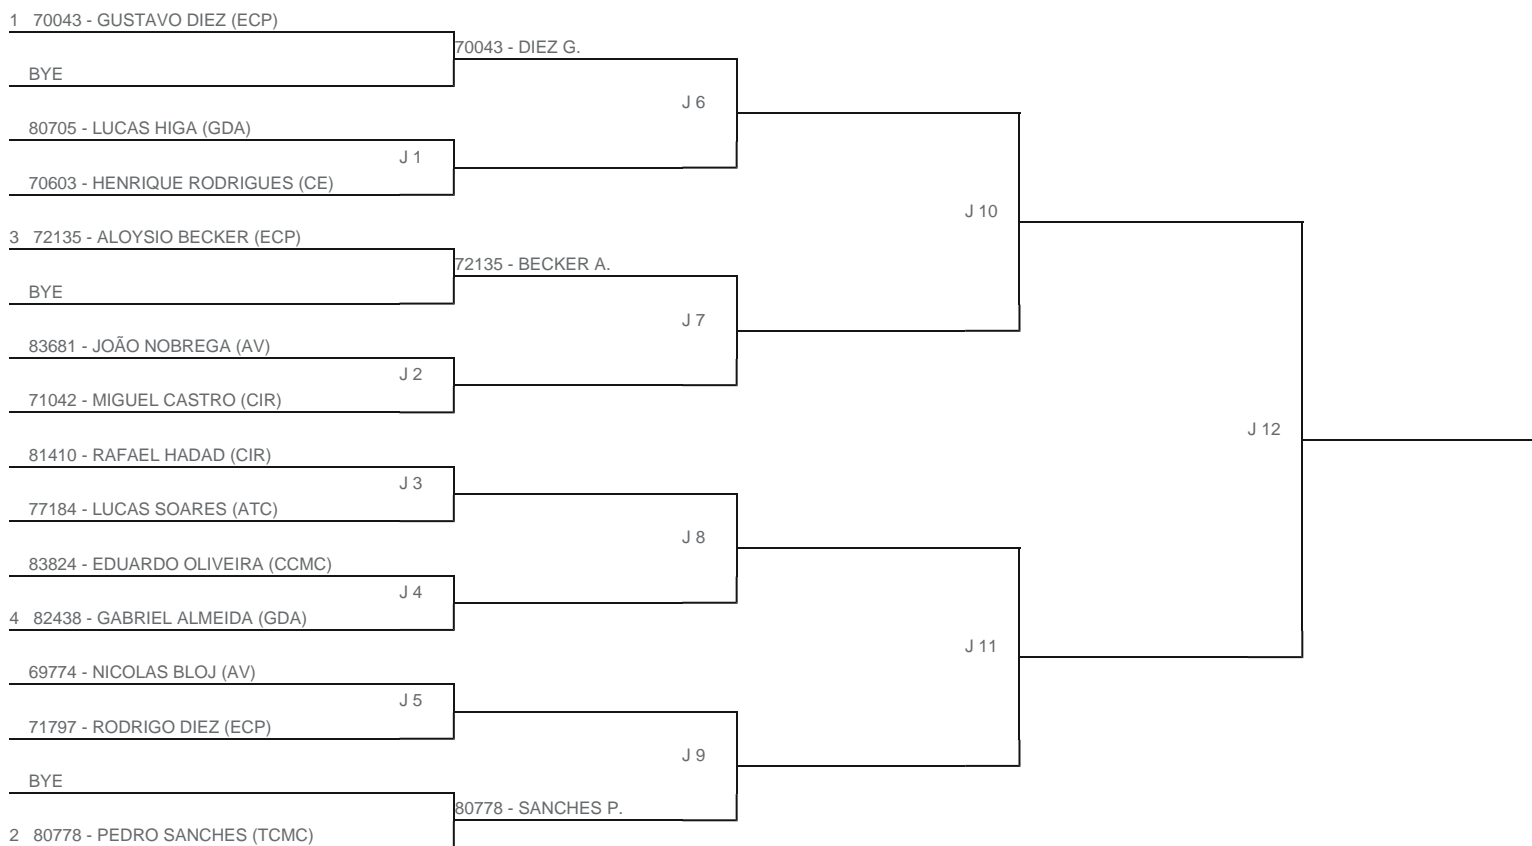 1 70043 - GUSTAVO DIEZ (ECP)
70043 - DIEZ G.
BYE
J 6
80705 - LUCAS HIGA (GDA)
J 1
70603 - HENRIQUE RODRIGUES (CE)
J 10
3 72135 - ALOYSIO BECKER (ECP)
72135 - BECKER A.
BYE
J 7
83681 - JOÃO NOBREGA (AV)
J 2
71042 - MIGUEL CASTRO (CIR)
J 12
81410 - RAFAEL HADAD (CIR)
J 3
77184 - LUCAS SOARES (ATC)
J 8
83824 - EDUARDO OLIVEIRA (CCMC)
J 4
4 82438 - GABRIEL ALMEIDA (GDA)
J 11
69774 - NICOLAS BLOJ (AV)
J 5
71797 - RODRIGO DIEZ (ECP)
J 9
BYE
80778 - SANCHES P.
2 80778 - PEDRO SANCHES (TCMC)